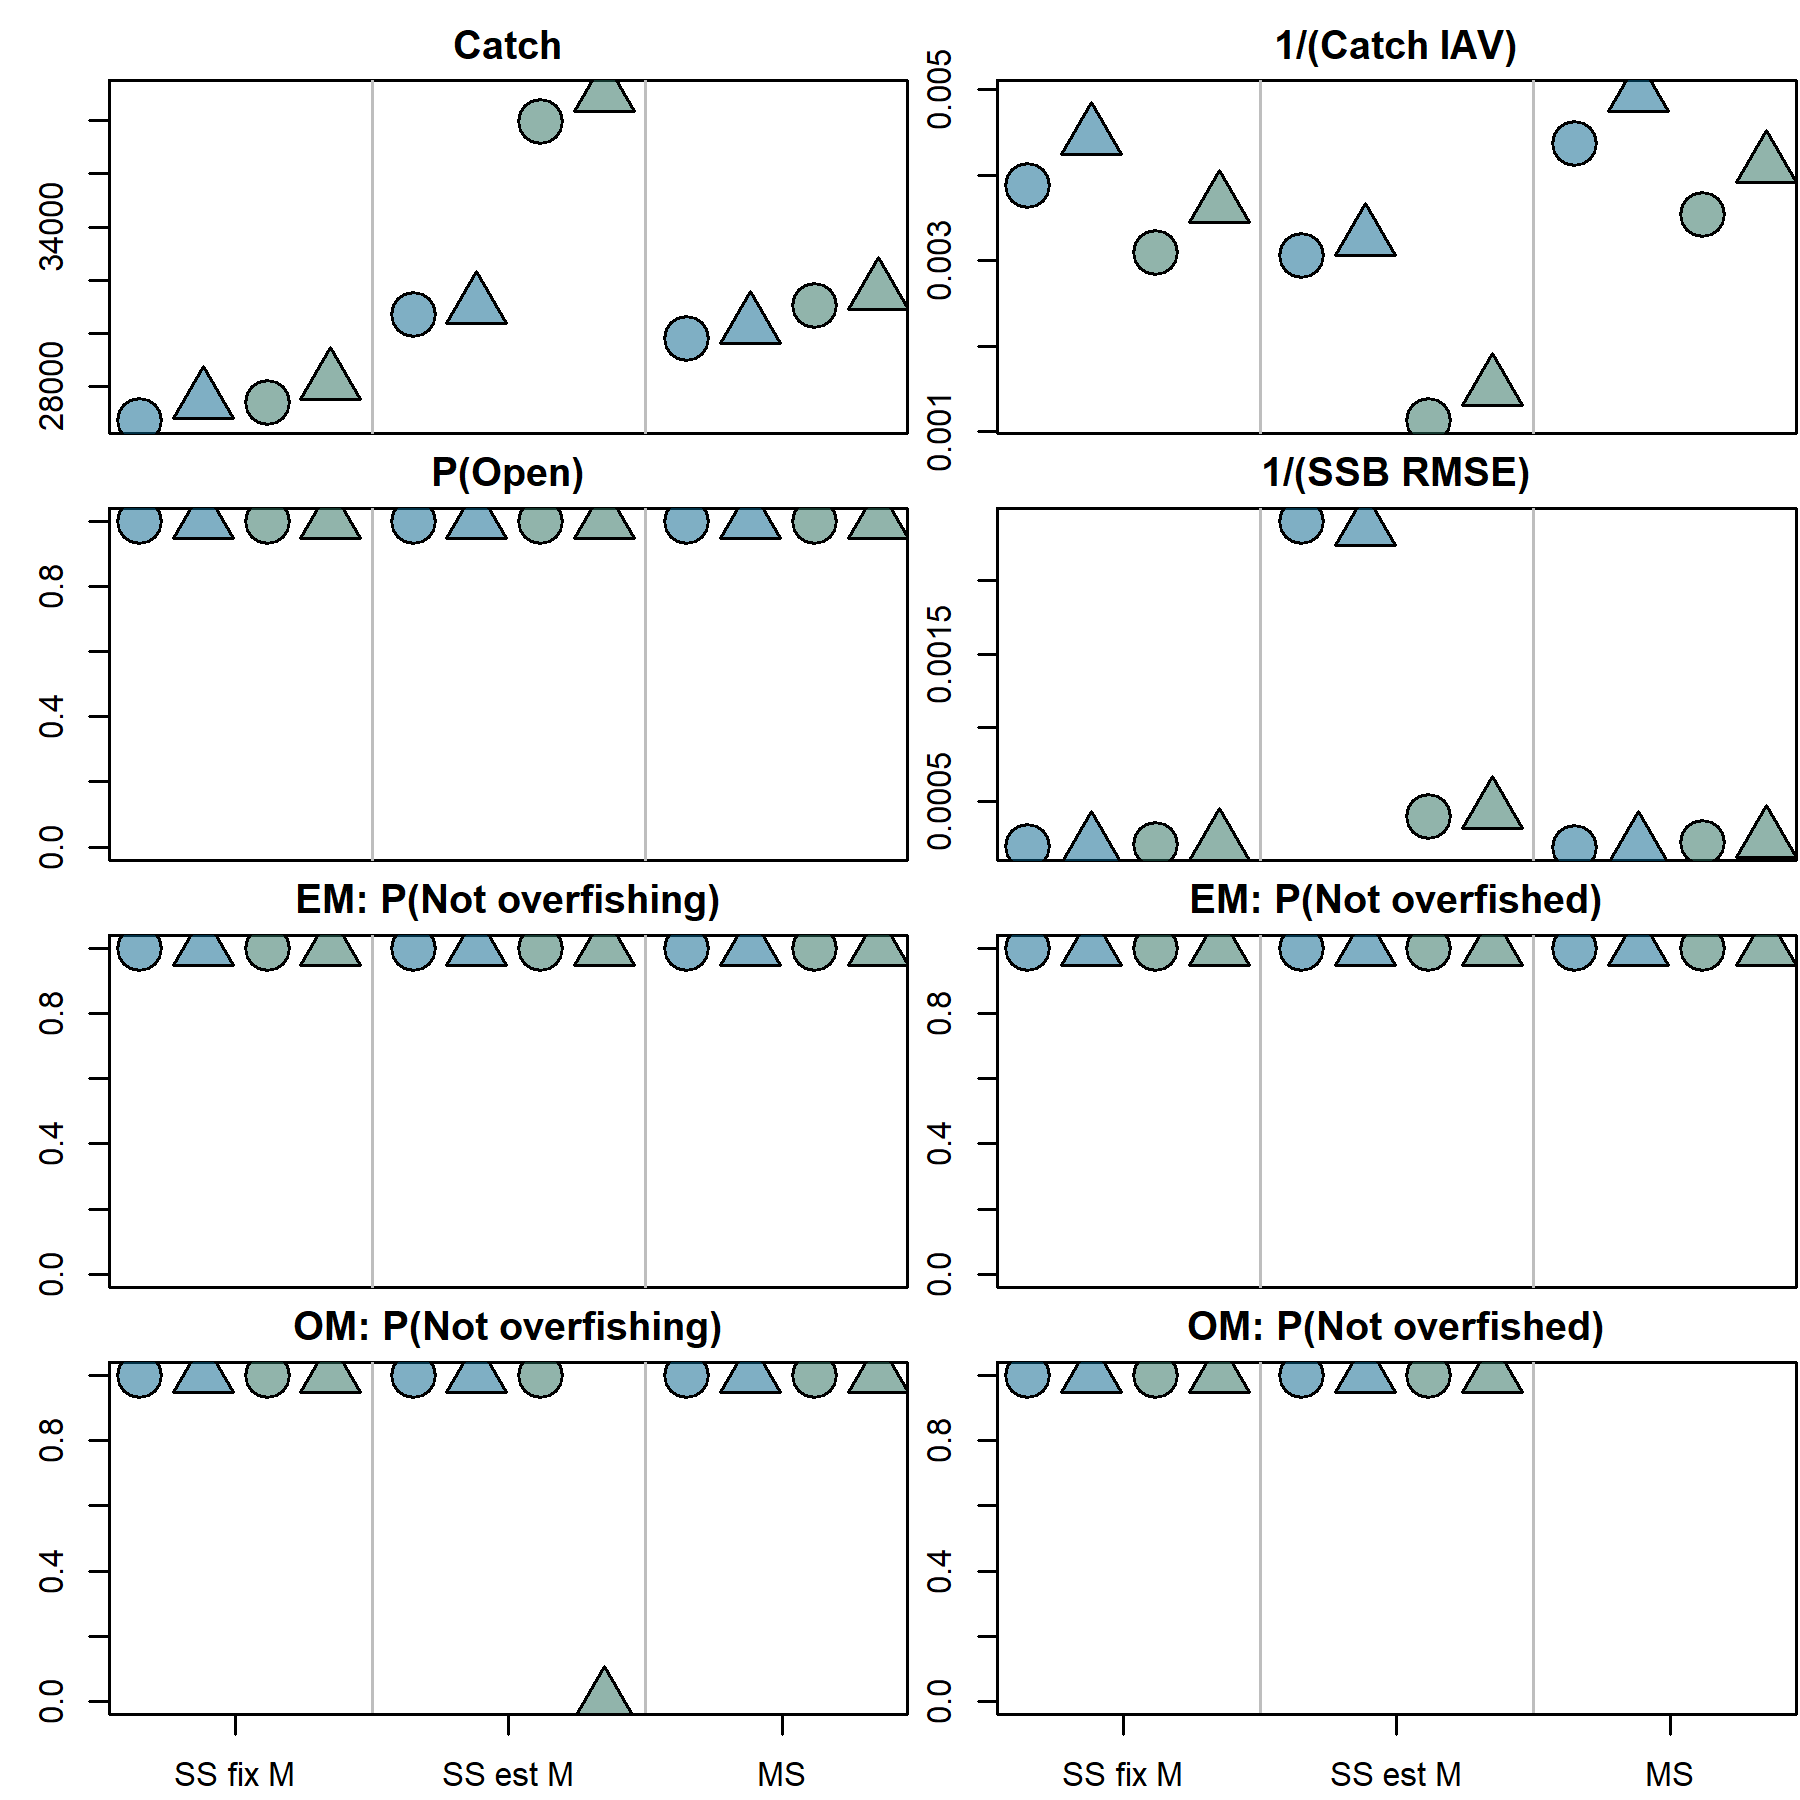 Catch
34000
28000
1/(Catch IAV)
0.005
0.003
0.001
P(Open)
0.8
0.4
0.0
1/(SSB RMSE)
0.0015
0.0005
EM: P(Not overfishing)
0.8
0.4
0.0
EM: P(Not overfished)
0.8
0.4
0.0
OM: P(Not overfishing)
0.8
0.4
0.0
SS fix M
SS est M
MS
OM: P(Not overfished)
0.8
0.4
0.0
SS fix M
SS est M
MS